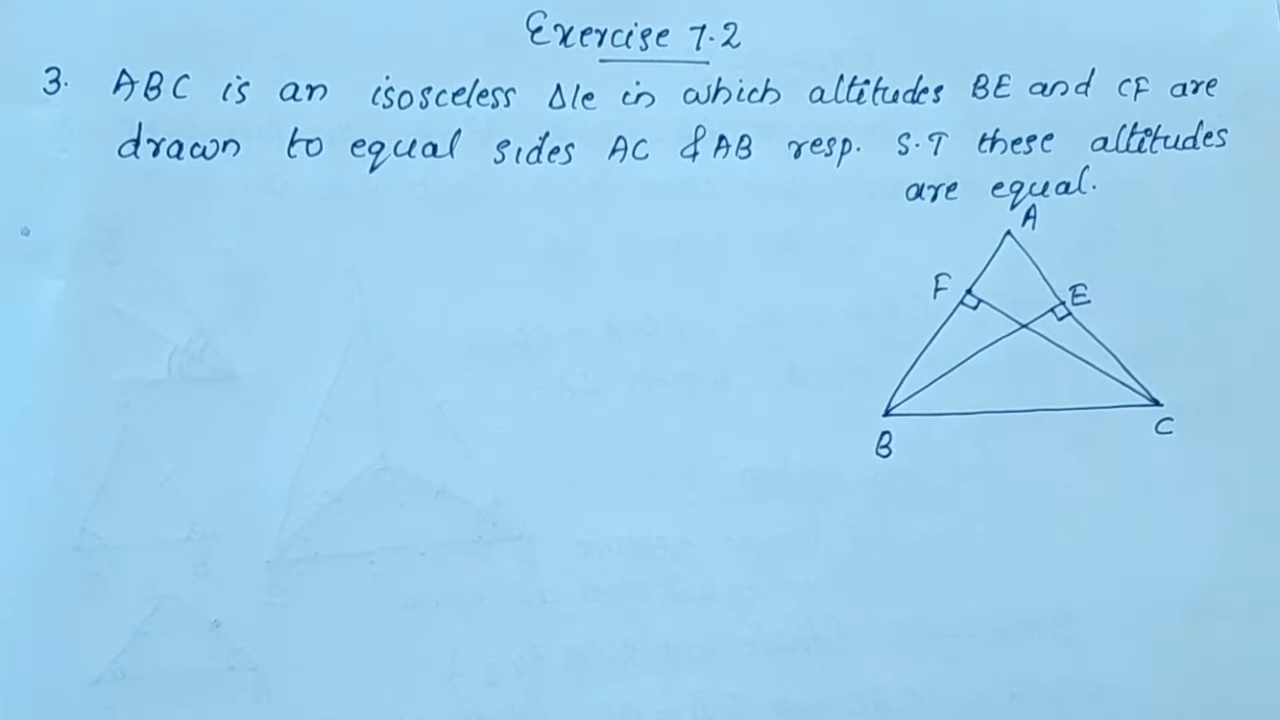 Exercise 7.2
3. ABC is an isosceless Δle in which altitudes BE and CF are
drawn to equal sides AC & AB resp. S.T these altitudes
are equal.
A
F
E
B
C